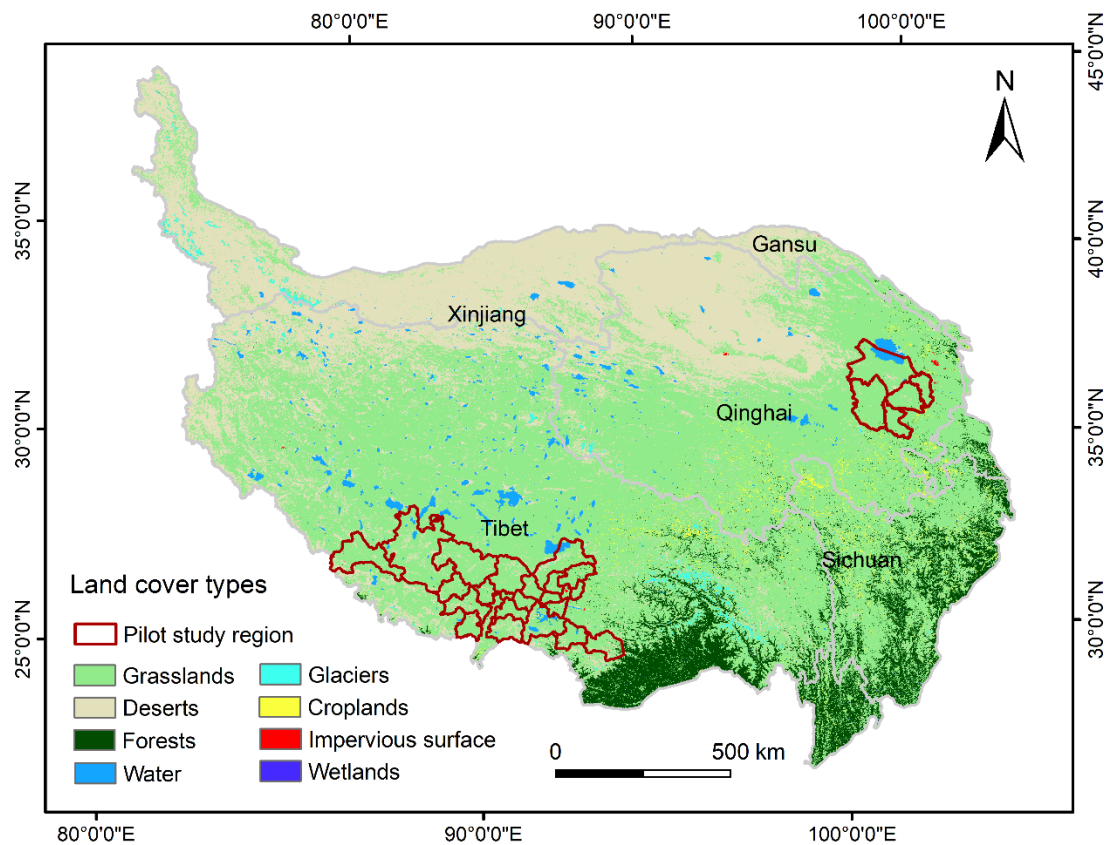 80°0'0"E 90°0'0"E 100°0'0"E
45°0'0"N
N
35°0'0"N
40°0'0"N
Gansu
Xinjiang
Qinghai
30°0'0"N
35°0'0"N
Tibet
Sichuan
Land cover types
Pilot study region
25°0'0"N
30°0'0"N
Grasslands Glaciers
Deserts Croplands
Forests Impervious surface
Water Wetlands
0 500 km
80°0'0"E 90°0'0"E 100°0'0"E